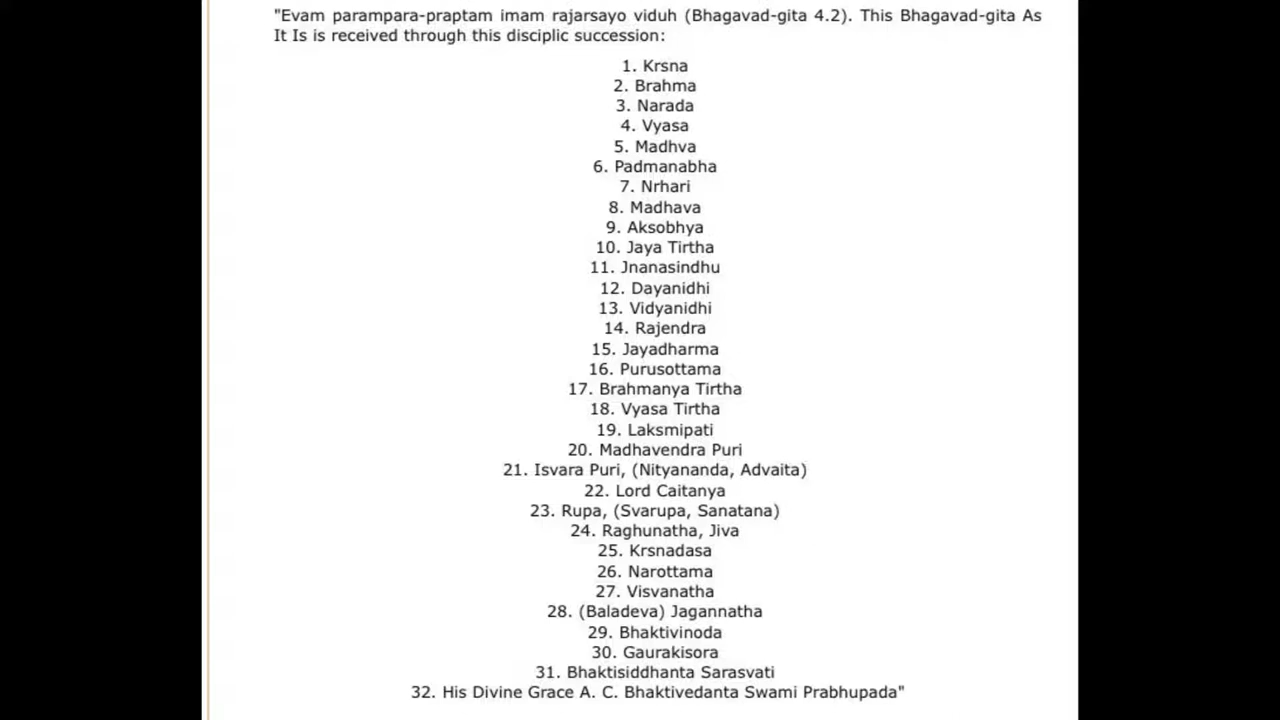 "Evam parampara-praptam imam rajarsayo viduh (Bhagavad-gita 4.2). This Bhagavad-gita As
It Is is received through this disciplic succession:
1. Krsna
2. Brahma
3. Narada
4. Vyasa
5. Madhva
6. Padmanabha
7. Nrhari
8. Madhava
9. Aksobhya
10. Jaya Tirtha
11. Jnanasindhu
12. Dayanidhi
13. Vidyanidhi
14. Rajendra
15. Jayadharma
16. Purusottama
17. Brahmanya Tirtha
18. Vyasa Tirtha
19. Laksmipati
20. Madhavendra Puri
21. Isvara Puri, (Nityananda, Advaita)
22. Lord Caitanya
23. Rupa, (Svarupa, Sanatana)
24. Raghunatha, Jiva
25. Krsnadasa
26. Narottama
27. Visvanatha
28. (Baladeva) Jagannatha
29. Bhaktivinoda
30. Gaurakisora
31. Bhaktisiddhanta Sarasvati
32. His Divine Grace A. C. Bhaktivedanta Swami Prabhupada"